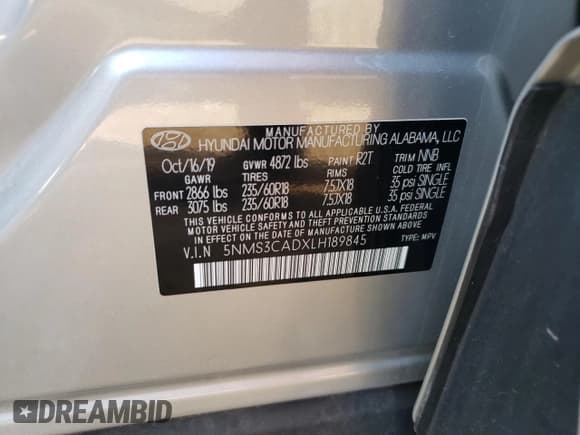 MANUFACTURED BY
HYUNDAI MOTOR MANUFACTURING ALABAMA, LLC
Oct/16/19 GVWR 4872 lbs PAINT R2T TRIM NNB
GAWR TIRES RIMS COLD TIRE INFL
FRONT 2866 lbs 235/60R18 7.5JX18 35 psi SINGLE
REAR 3075 lbs 235/60R18 7.5JX18 35 psi SINGLE
THIS VEHICLE CONFORMS TO ALL APPLICABLE U.S.A. FEDERAL
MOTOR VEHICLE SAFETY AND THEFT PREVENTION STANDARDS
IN EFFECT ON THE DATE OF MANUFACTURE SHOWN ABOVE.
V.I.N 5NMS3CADXLH189845 TYPE: MPV
DREAMBID